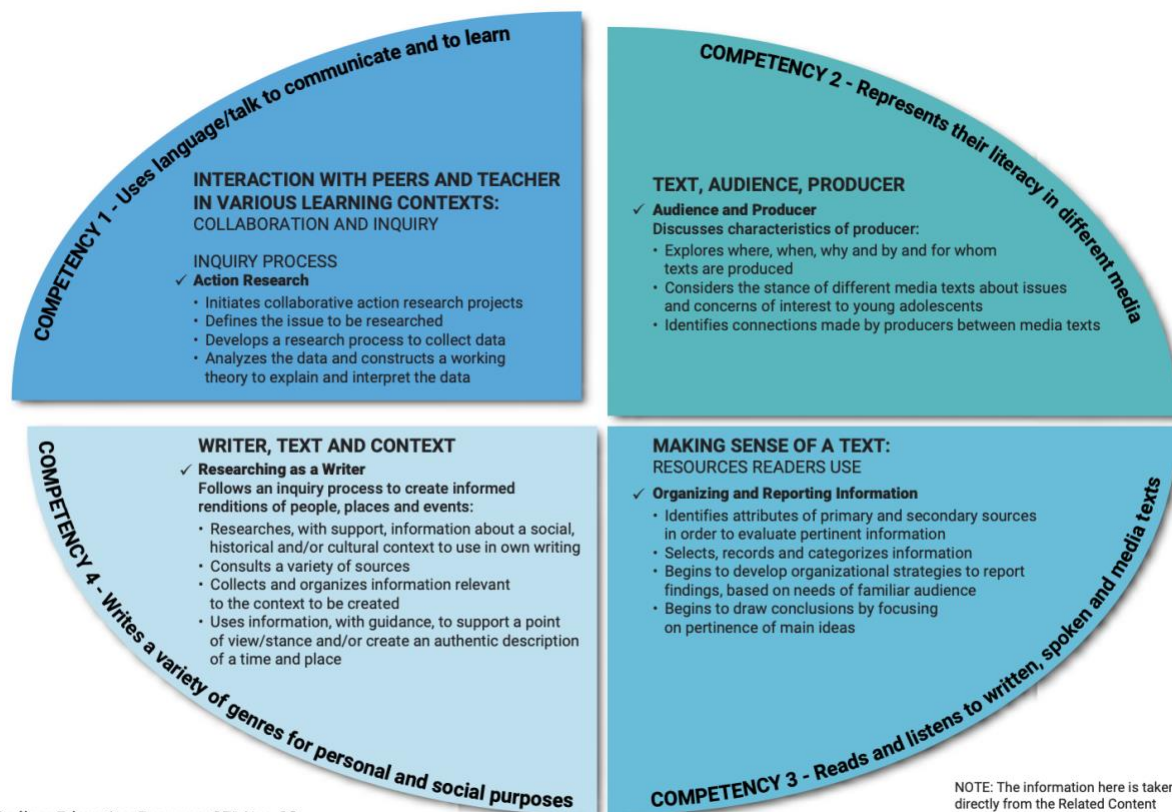 COMPETENCY 1 - Uses language/talk to communicate and to learn
INTERACTION WITH PEERS AND TEACHER
IN VARIOUS LEARNING CONTEXTS:
COLLABORATION AND INQUIRY
INQUIRY PROCESS
✓ Action Research
• Initiates collaborative action research projects
• Defines the issue to be researched
• Develops a research process to collect data
• Analyzes the data and constructs a working
theory to explain and interpret the data
COMPETENCY 2 - Represents their literacy in different media
TEXT, AUDIENCE, PRODUCER
✓ Audience and Producer
Discusses characteristics of producer:
• Explores where, when, why and by and for whom
texts are produced
• Considers the stance of different media texts about issues
and concerns of interest to young adolescents
• Identifies connections made by producers between media texts
COMPETENCY 4 - Writes a variety of genres for personal and social purposes
WRITER, TEXT AND CONTEXT
✓ Researching as a Writer
Follows an inquiry process to create informed
renditions of people, places and events:
• Researches, with support, information about a social,
historical and/or cultural context to use in own writing
• Consults a variety of sources
• Collects and organizes information relevant
to the context to be created
• Uses information, with guidance, to support a point
of view/stance and/or create an authentic description
of a time and place
MAKING SENSE OF A TEXT:
RESOURCES READERS USE
✓ Organizing and Reporting Information
• Identifies attributes of primary and secondary sources
in order to evaluate pertinent information
• Selects, records and categorizes information
• Begins to develop organizational strategies to report
findings, based on needs of familiar audience
• Begins to draw conclusions by focusing
on pertinence of main ideas
COMPETENCY 3 - Reads and listens to written, spoken and media texts
NOTE: The information here is taken
directly from the Related Content